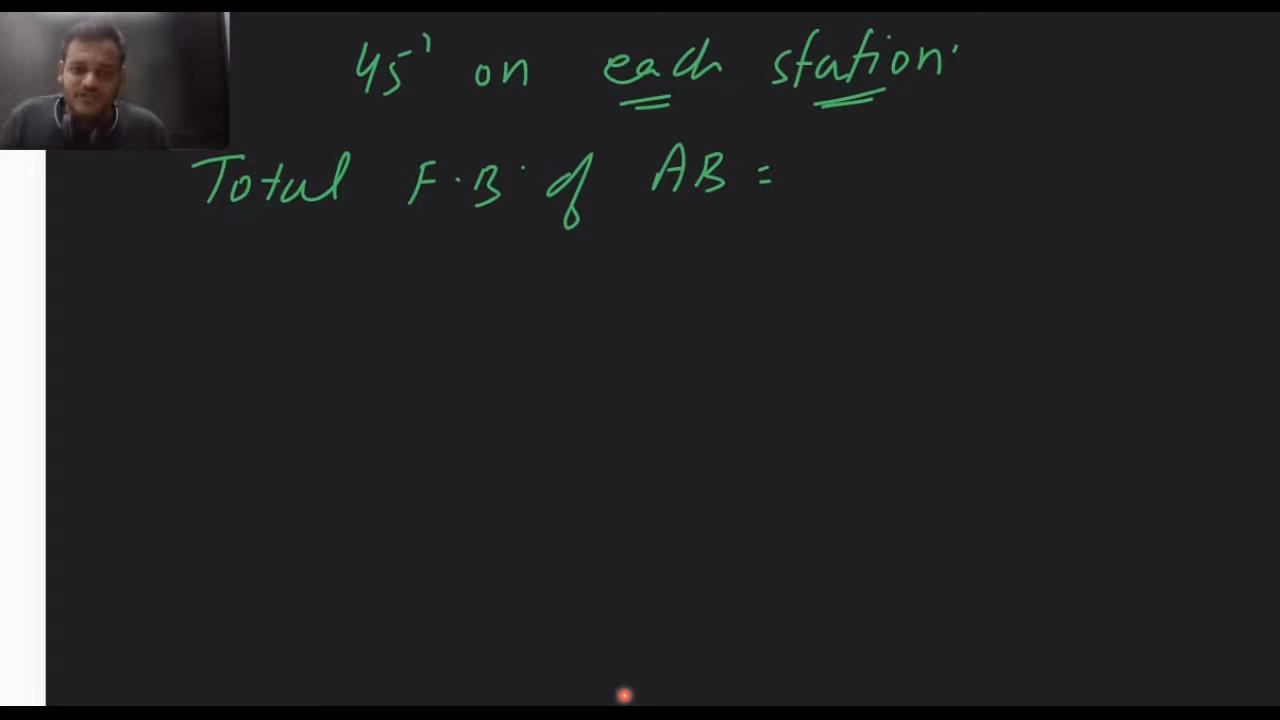 45' on each station.
Total F.B. of AB =